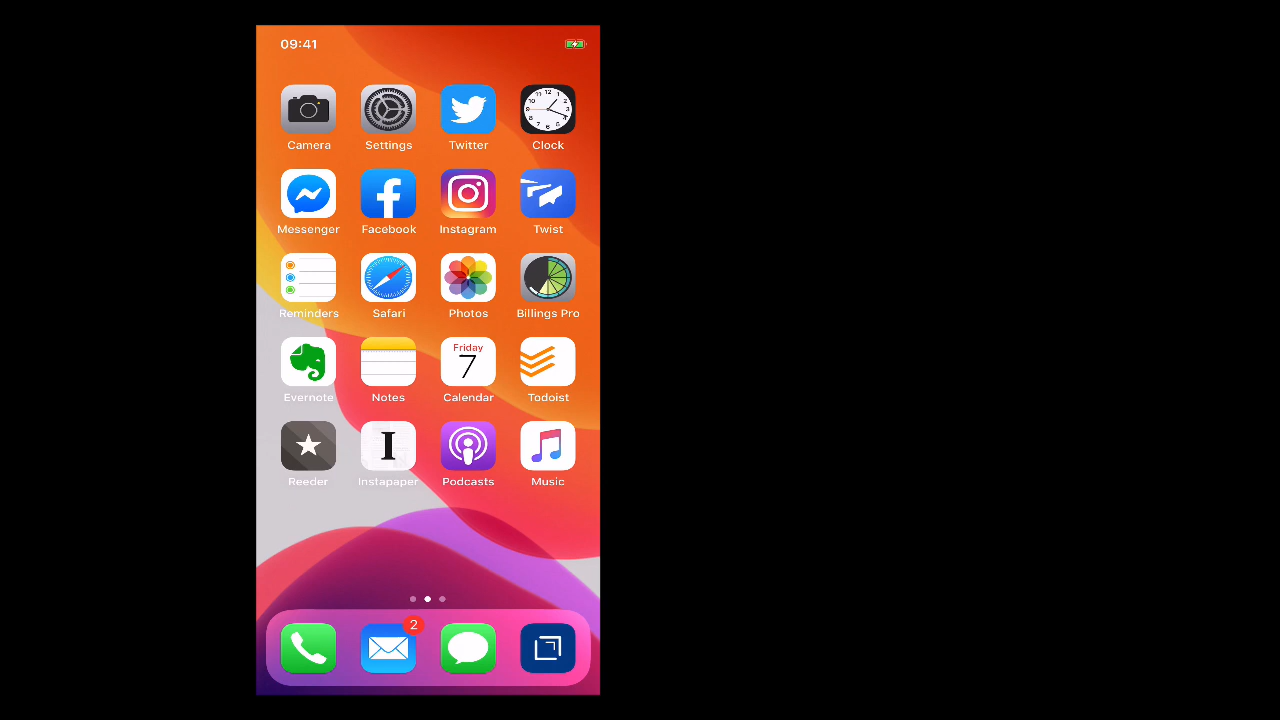 09:41
Camera Settings Twitter Clock
Messenger Facebook Instagram Twist
Reminders Safari Photos Billings Pro
Friday
7
Evernote Notes Calendar Todoist
I
Reeder Instapaper Podcasts Music
2